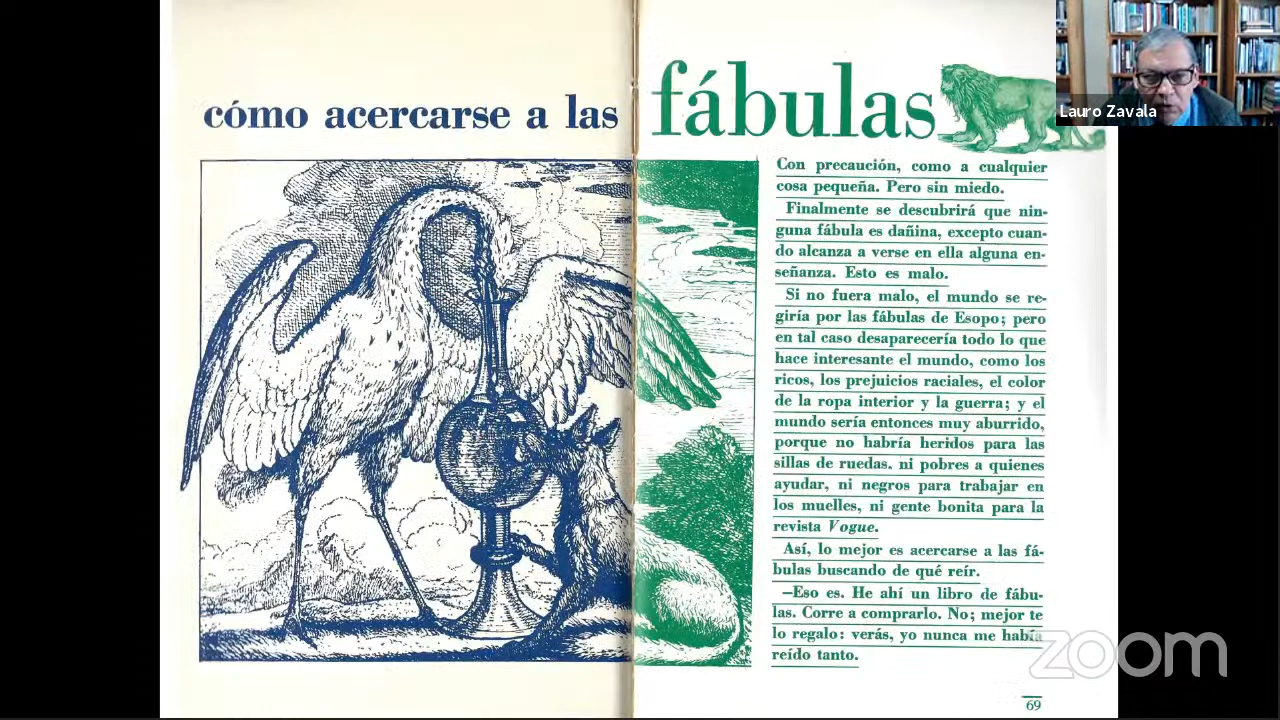 cómo acercarse a las fábulas
Lauro Zavala
Con precaución, como a cualquier
cosa pequeña. Pero sin miedo.
Finalmente se descubrirá que nin-
guna fábula es dañina, excepto cuan-
do alcanza a verse en ella alguna en-
señanza. Esto es malo.
Si no fuera malo, el mundo se re-
giría por las fábulas de Esopo; pero
en tal caso desaparecería todo lo que
hace interesante el mundo, como los
ricos, los prejuicios raciales, el color
de la ropa interior y la guerra; y el
mundo sería entonces muy aburrido,
porque no habría heridos para las
sillas de ruedas. ni pobres a quienes
ayudar, ni negros para trabajar en
los muelles, ni gente bonita para la
revista Vogue.
Así, lo mejor es acercarse a las fá-
bulas buscando de qué reír.
—Eso es. He ahí un libro de fábu-
las. Corre a comprarlo. No; mejor te
lo regalo: verás, yo nunca me había
reído tanto.
zoom
69